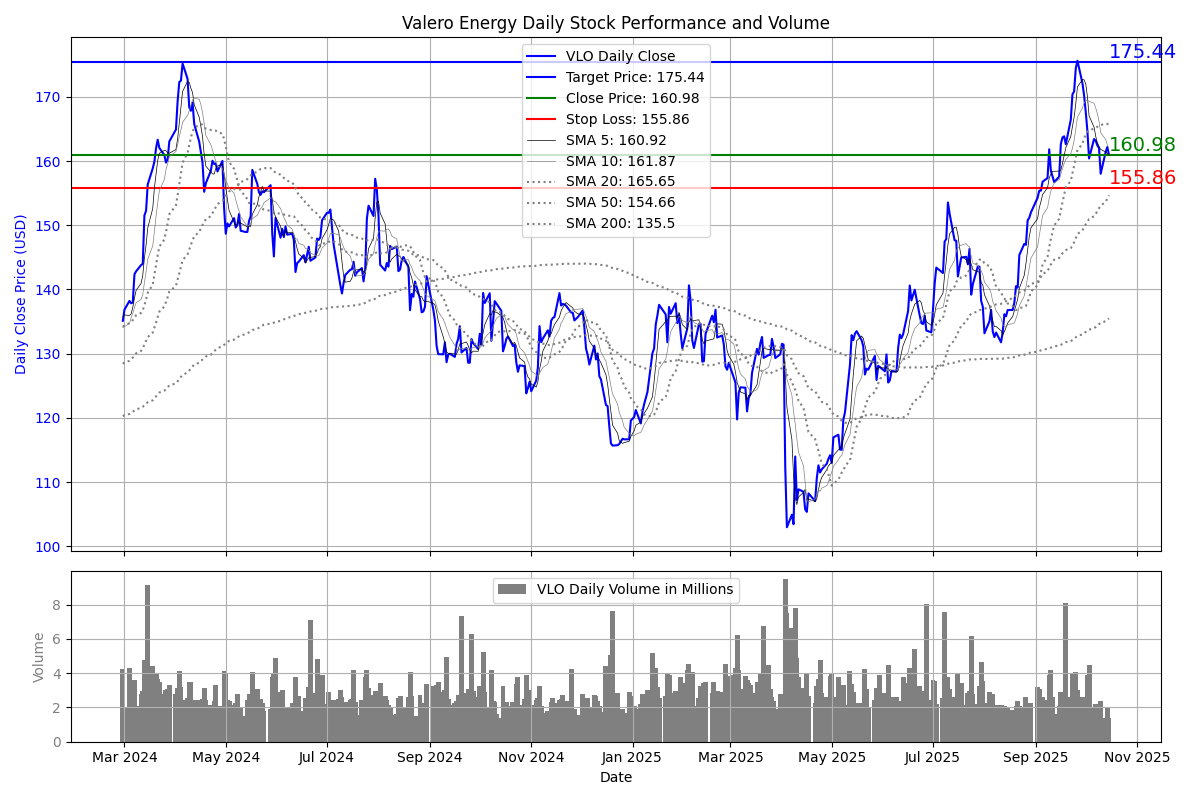 Valero Energy Daily Stock Performance and Volume
VLO Daily Close
Target Price: 175.44
Close Price: 160.98
Stop Loss: 155.86
SMA 5: 160.92
SMA 10: 161.87
SMA 20: 165.65
SMA 50: 154.66
SMA 200: 135.5
175.44
160.98
155.86
Daily Close Price (USD)
170
160
150
140
130
120
110
100
VLO Daily Volume in Millions
Volume
8
6
4
2
0
Mar 2024 May 2024 Jul 2024 Sep 2024 Nov 2024 Jan 2025 Mar 2025 May 2025 Jul 2025 Sep 2025 Nov 2025
Date